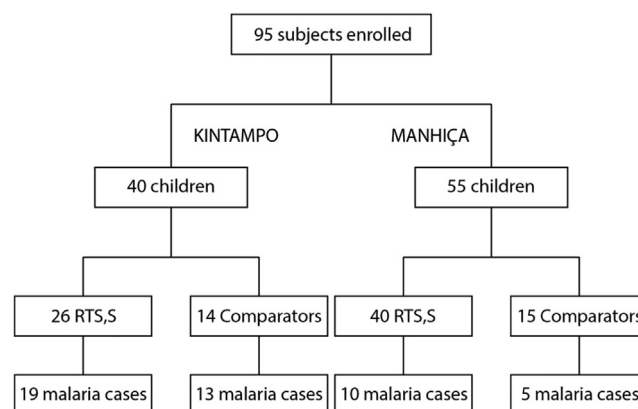 95 subjects enrolled
KINTAMPO
MANHIÇA
40 children
55 children
26 RTS,S
14 Comparators
40 RTS,S
15 Comparators
19 malaria cases
13 malaria cases
10 malaria cases
5 malaria cases